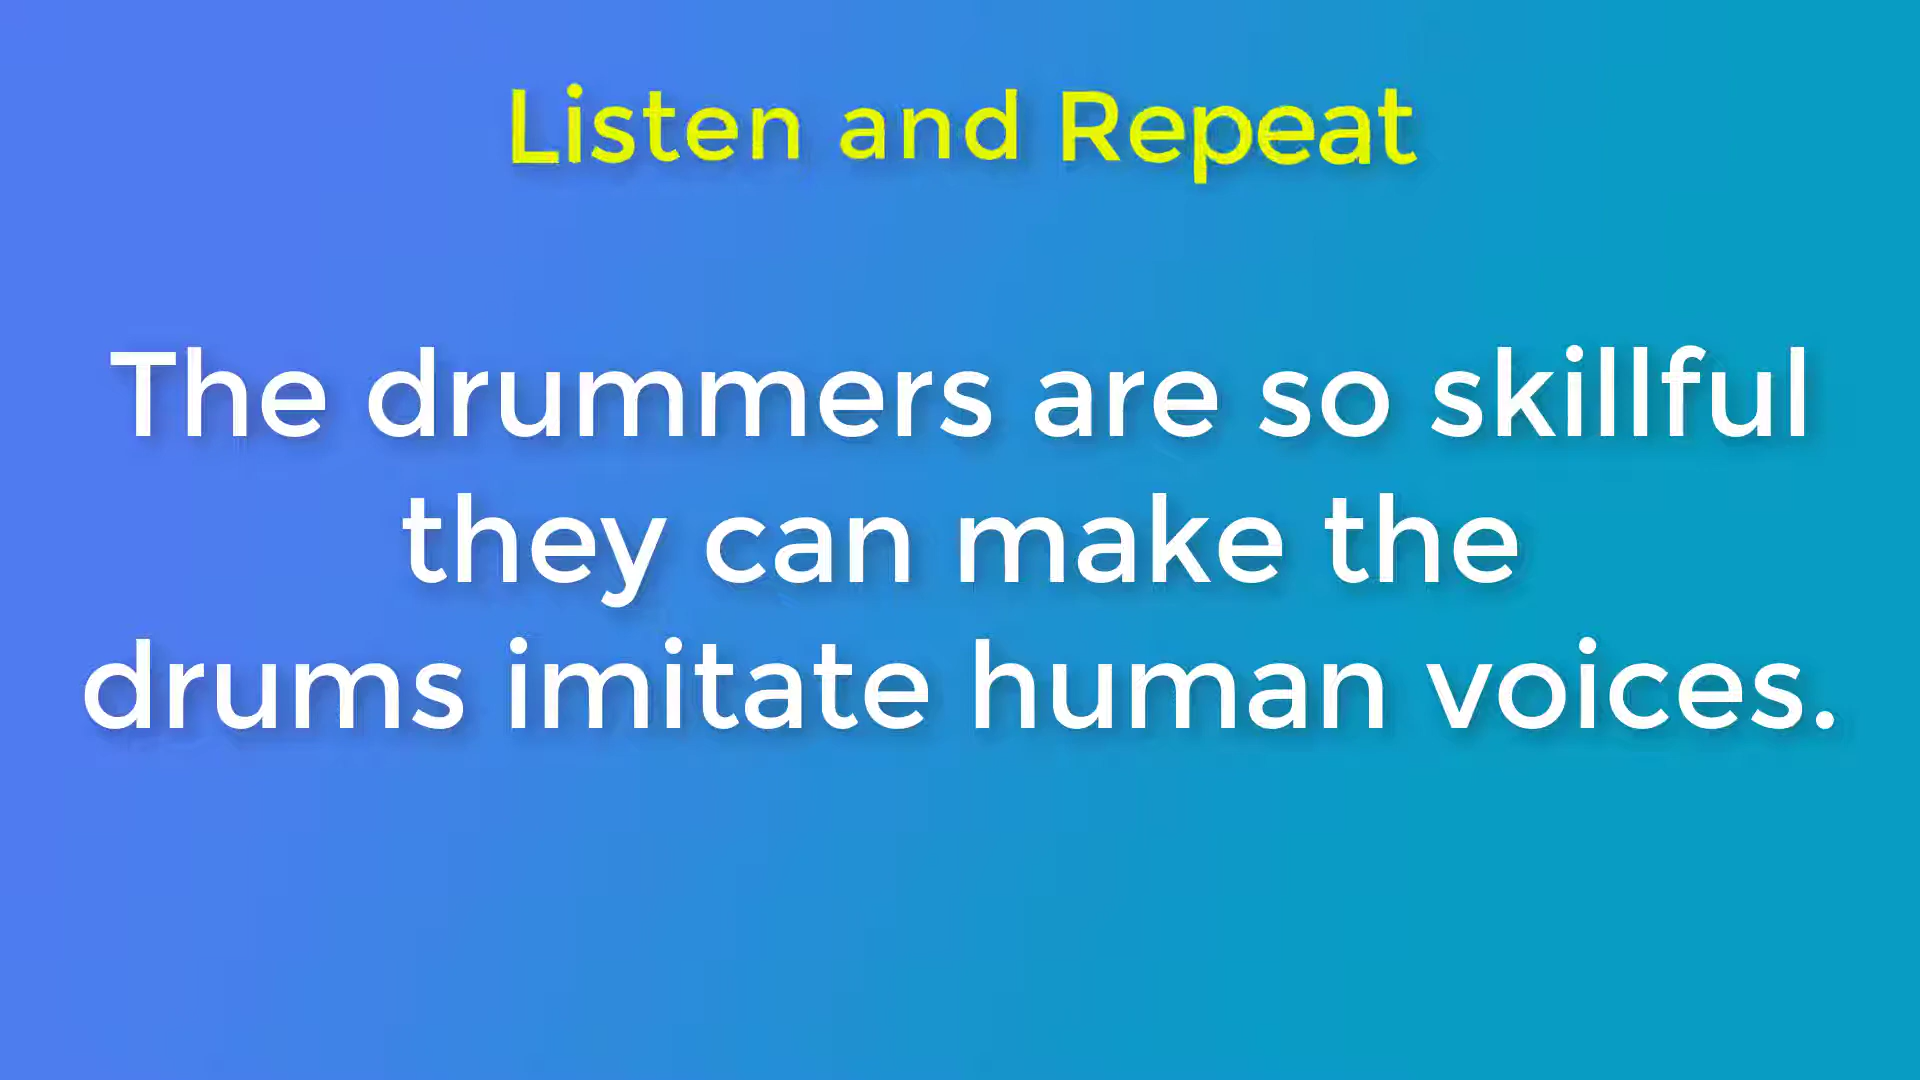 Listen and Repeat
The drummers are so skillful
they can make the
drums imitate human voices.